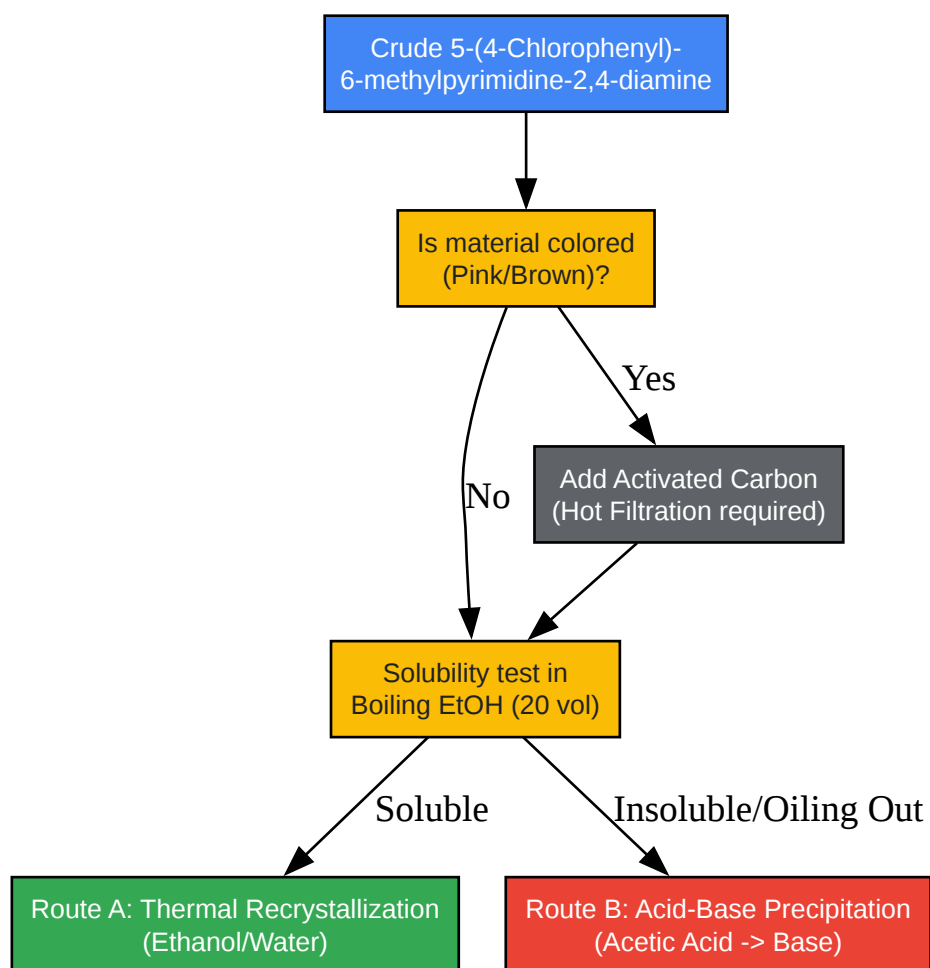 Crude 5-(4-Chlorophenyl)-
6-methylpyrimidine-2,4-diamine
Is material colored
(Pink/Brown)?
Yes
Add Activated Carbon
(Hot Filtration required)
No
Solubility test in
Boiling EtOH (20 vol)
Soluble
Insoluble/Oiling Out
Route A: Thermal Recrystallization
(Ethanol/Water)
Route B: Acid-Base Precipitation
(Acetic Acid -> Base)